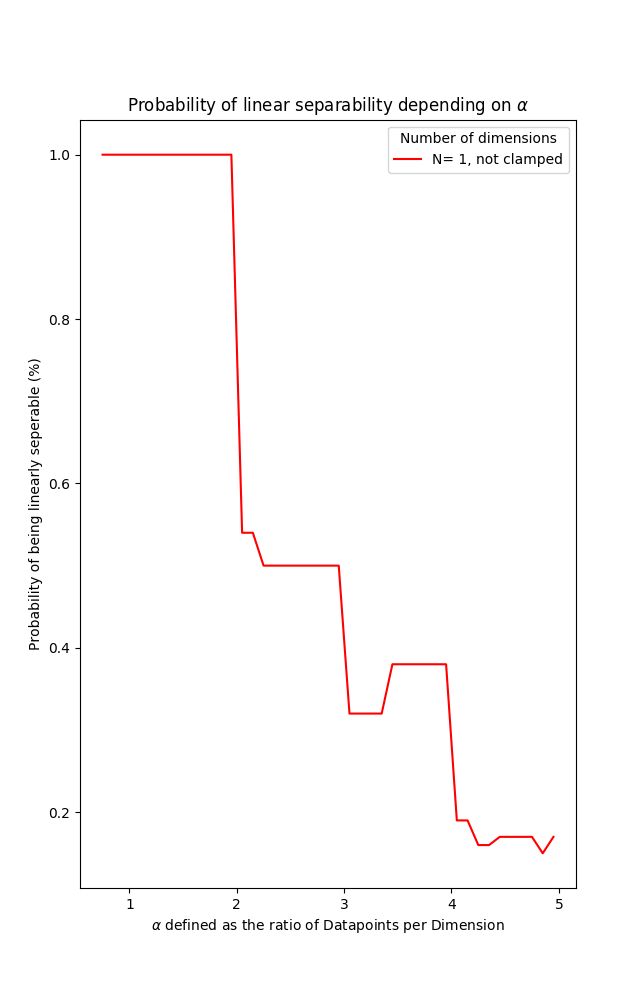 Probability of linear separability depending on α
Number of dimensions
N= 1, not clamped
Probability of being linearly seperable (%)
1.0
0.8
0.6
0.4
0.2
1 2 3 4 5
α defined as the ratio of Datapoints per Dimension